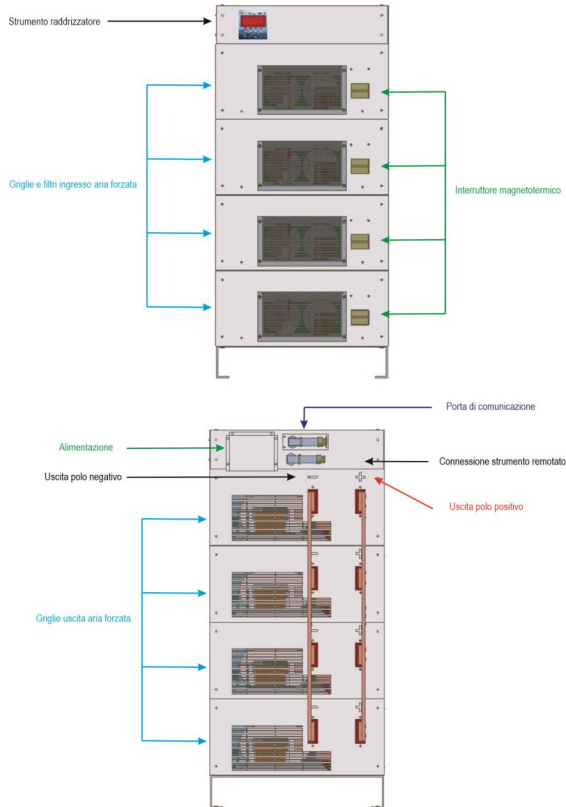 Strumento raddrizzatore
Griglie e filtri ingresso aria forzata
Interruttore magnetotermico
Porta di comunicazione
Alimentazione
Connessione strumento remotato
Uscita polo negativo
Uscita polo positivo
Griglie uscita aria forzata